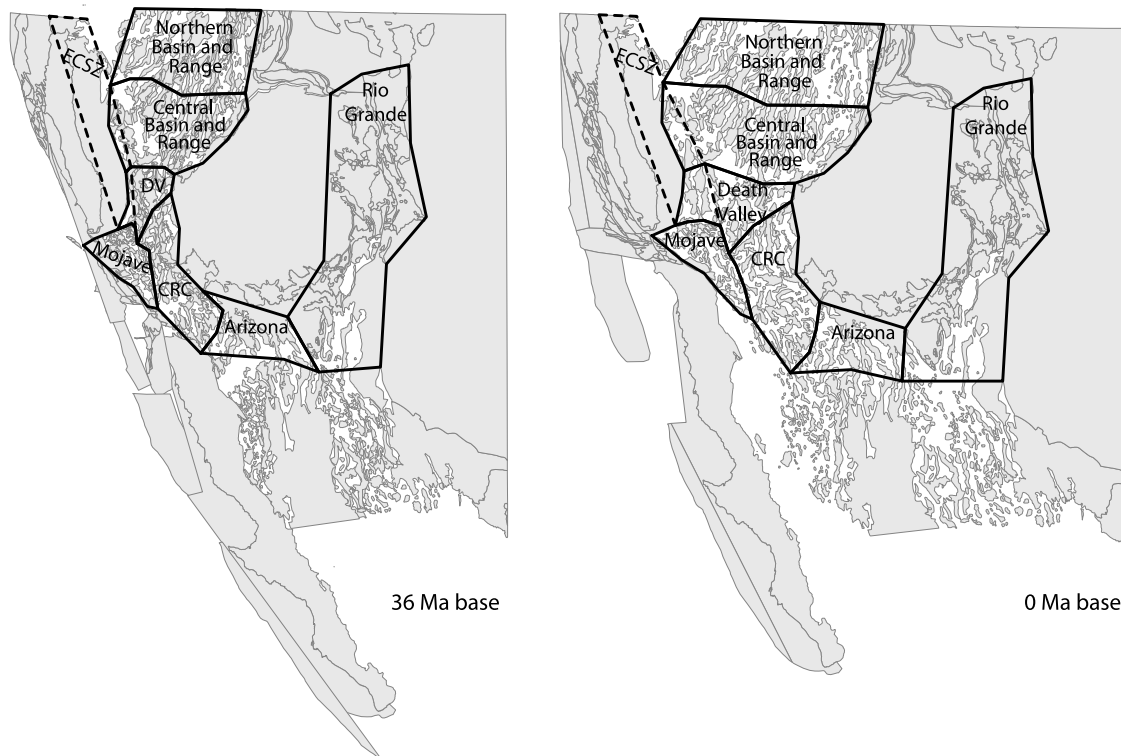 Northern
Basin and
Range
ECSZ
Central
Basin and
Range
Rio
Grande
DV
Mojave
CRC
Arizona
36 Ma base
Northern
Basin and
Range
ECSZ
Central
Basin and
Range
Rio
Grande
Death
Valley
Mojave
CRC
Arizona
0 Ma base